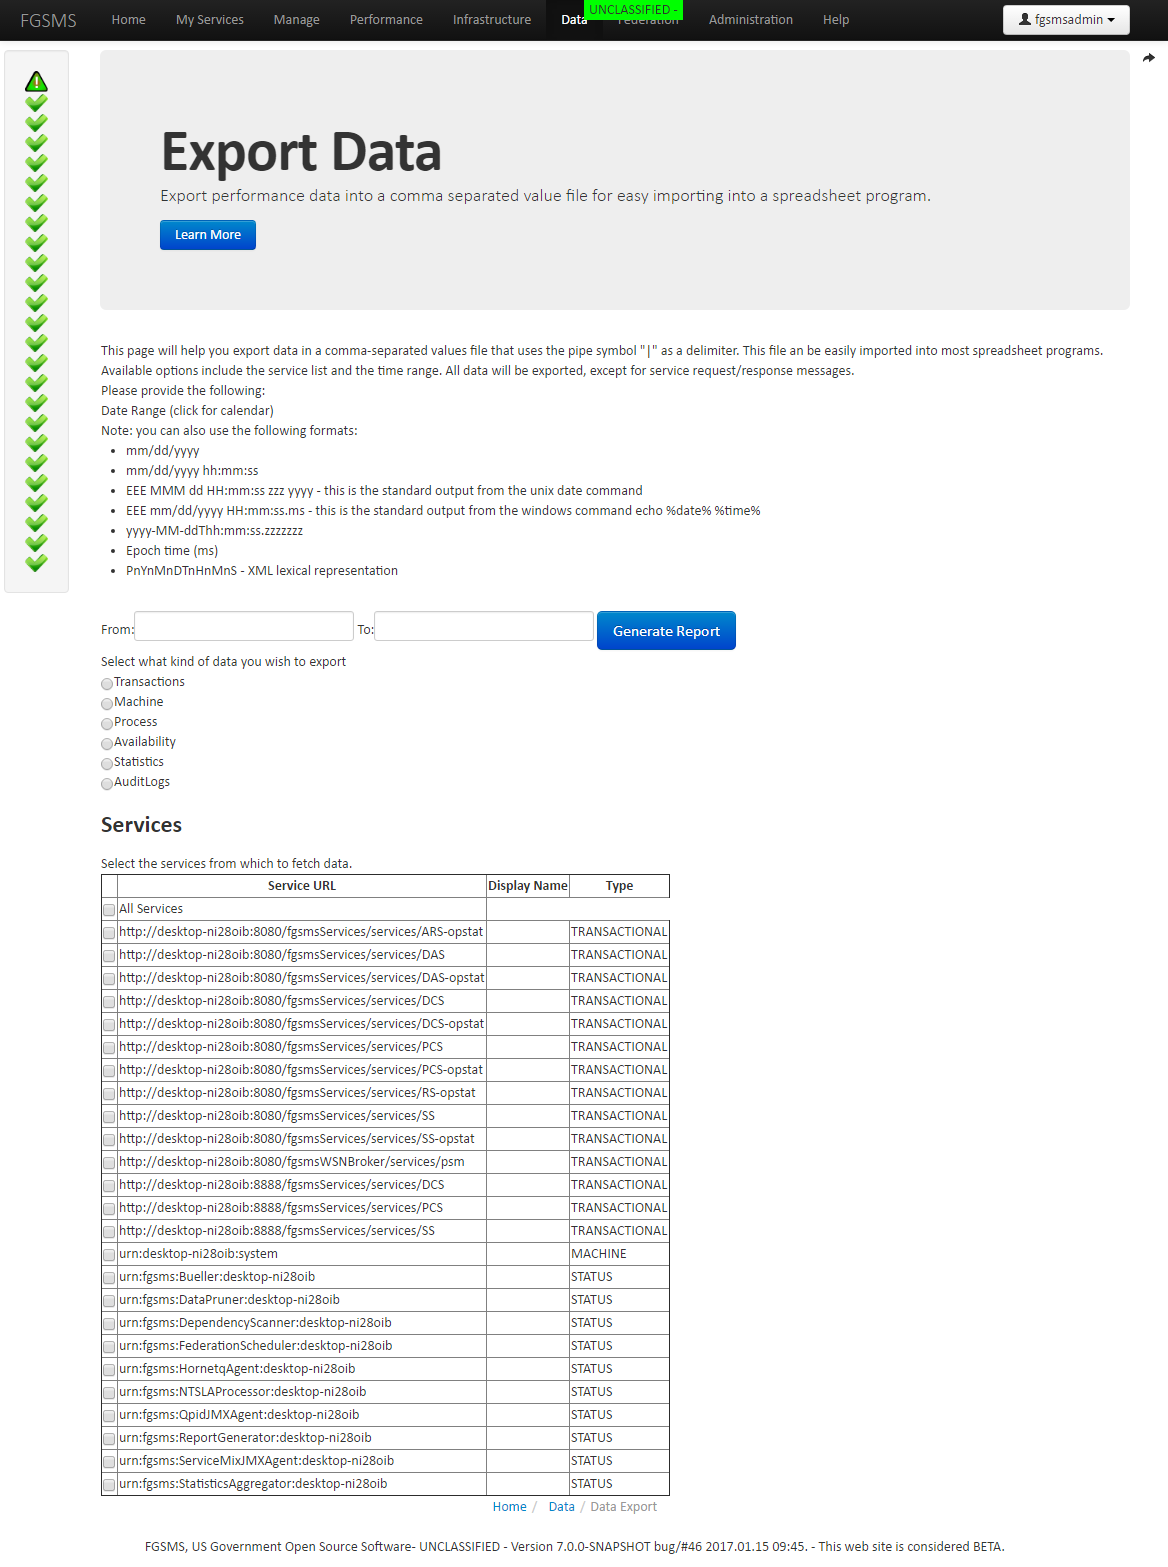 FGSMS Home My Services Manage Performance Infrastructure Data Federation Administration Help fgsmsadmin
UNCLASSIFIED -
Export Data
Export performance data into a comma separated value file for easy importing into a spreadsheet program.
Learn More
This page will help you export data in a comma-separated values file that uses the pipe symbol "|" as a delimiter. This file an be easily imported into most spreadsheet programs.
Available options include the service list and the time range. All data will be exported, except for service request/response messages.
Please provide the following:
Date Range (click for calendar)
Note: you can also use the following formats:
• mm/dd/yyyy
• mm/dd/yyyy hh:mm:ss
• EEE MMM dd HH:mm:ss zzz yyyy - this is the standard output from the unix date command
• EEE mm/dd/yyyy HH:mm:ss.ms - this is the standard output from the windows command echo %date% %time%
• yyyy-MM-ddThh:mm:ss.zzzzzzz
• Epoch time (ms)
• PnYnMnDTnHnMnS - XML lexical representation
From: To: Generate Report
Select what kind of data you wish to export
Transactions
Machine
Process
Availability
Statistics
AuditLogs
Services
Select the services from which to fetch data.
Service URL Display Name Type
All Services
http://desktop-ni28oib:8080/fgsmsServices/services/ARS-opstat TRANSACTIONAL
http://desktop-ni28oib:8080/fgsmsServices/services/DAS TRANSACTIONAL
http://desktop-ni28oib:8080/fgsmsServices/services/DAS-opstat TRANSACTIONAL
http://desktop-ni28oib:8080/fgsmsServices/services/DCS TRANSACTIONAL
http://desktop-ni28oib:8080/fgsmsServices/services/DCS-opstat TRANSACTIONAL
http://desktop-ni28oib:8080/fgsmsServices/services/PCS TRANSACTIONAL
http://desktop-ni28oib:8080/fgsmsServices/services/PCS-opstat TRANSACTIONAL
http://desktop-ni28oib:8080/fgsmsServices/services/RS-opstat TRANSACTIONAL
http://desktop-ni28oib:8080/fgsmsServices/services/SS TRANSACTIONAL
http://desktop-ni28oib:8080/fgsmsServices/services/SS-opstat TRANSACTIONAL
http://desktop-ni28oib:8080/fgsmsWSNBroker/services/psm TRANSACTIONAL
http://desktop-ni28oib:8888/fgsmsServices/services/DCS TRANSACTIONAL
http://desktop-ni28oib:8888/fgsmsServices/services/PCS TRANSACTIONAL
http://desktop-ni28oib:8888/fgsmsServices/services/SS TRANSACTIONAL
urn:desktop-ni28oib:system MACHINE
urn:fgsms:Bueller:desktop-ni28oib STATUS
urn:fgsms:DataPruner:desktop-ni28oib STATUS
urn:fgsms:DependencyScanner:desktop-ni28oib STATUS
urn:fgsms:FederationScheduler:desktop-ni28oib STATUS
urn:fgsms:HornetqAgent:desktop-ni28oib STATUS
urn:fgsms:NTSLAProcessor:desktop-ni28oib STATUS
urn:fgsms:QpidJMXAgent:desktop-ni28oib STATUS
urn:fgsms:ReportGenerator:desktop-ni28oib STATUS
urn:fgsms:ServiceMixJMXAgent:desktop-ni28oib STATUS
urn:fgsms:StatisticsAggregator:desktop-ni28oib STATUS
Home / Data / Data Export
FGSMS, US Government Open Source Software- UNCLASSIFIED - Version 7.0.0-SNAPSHOT bug/#46 2017.01.15 09:45. - This web site is considered BETA.